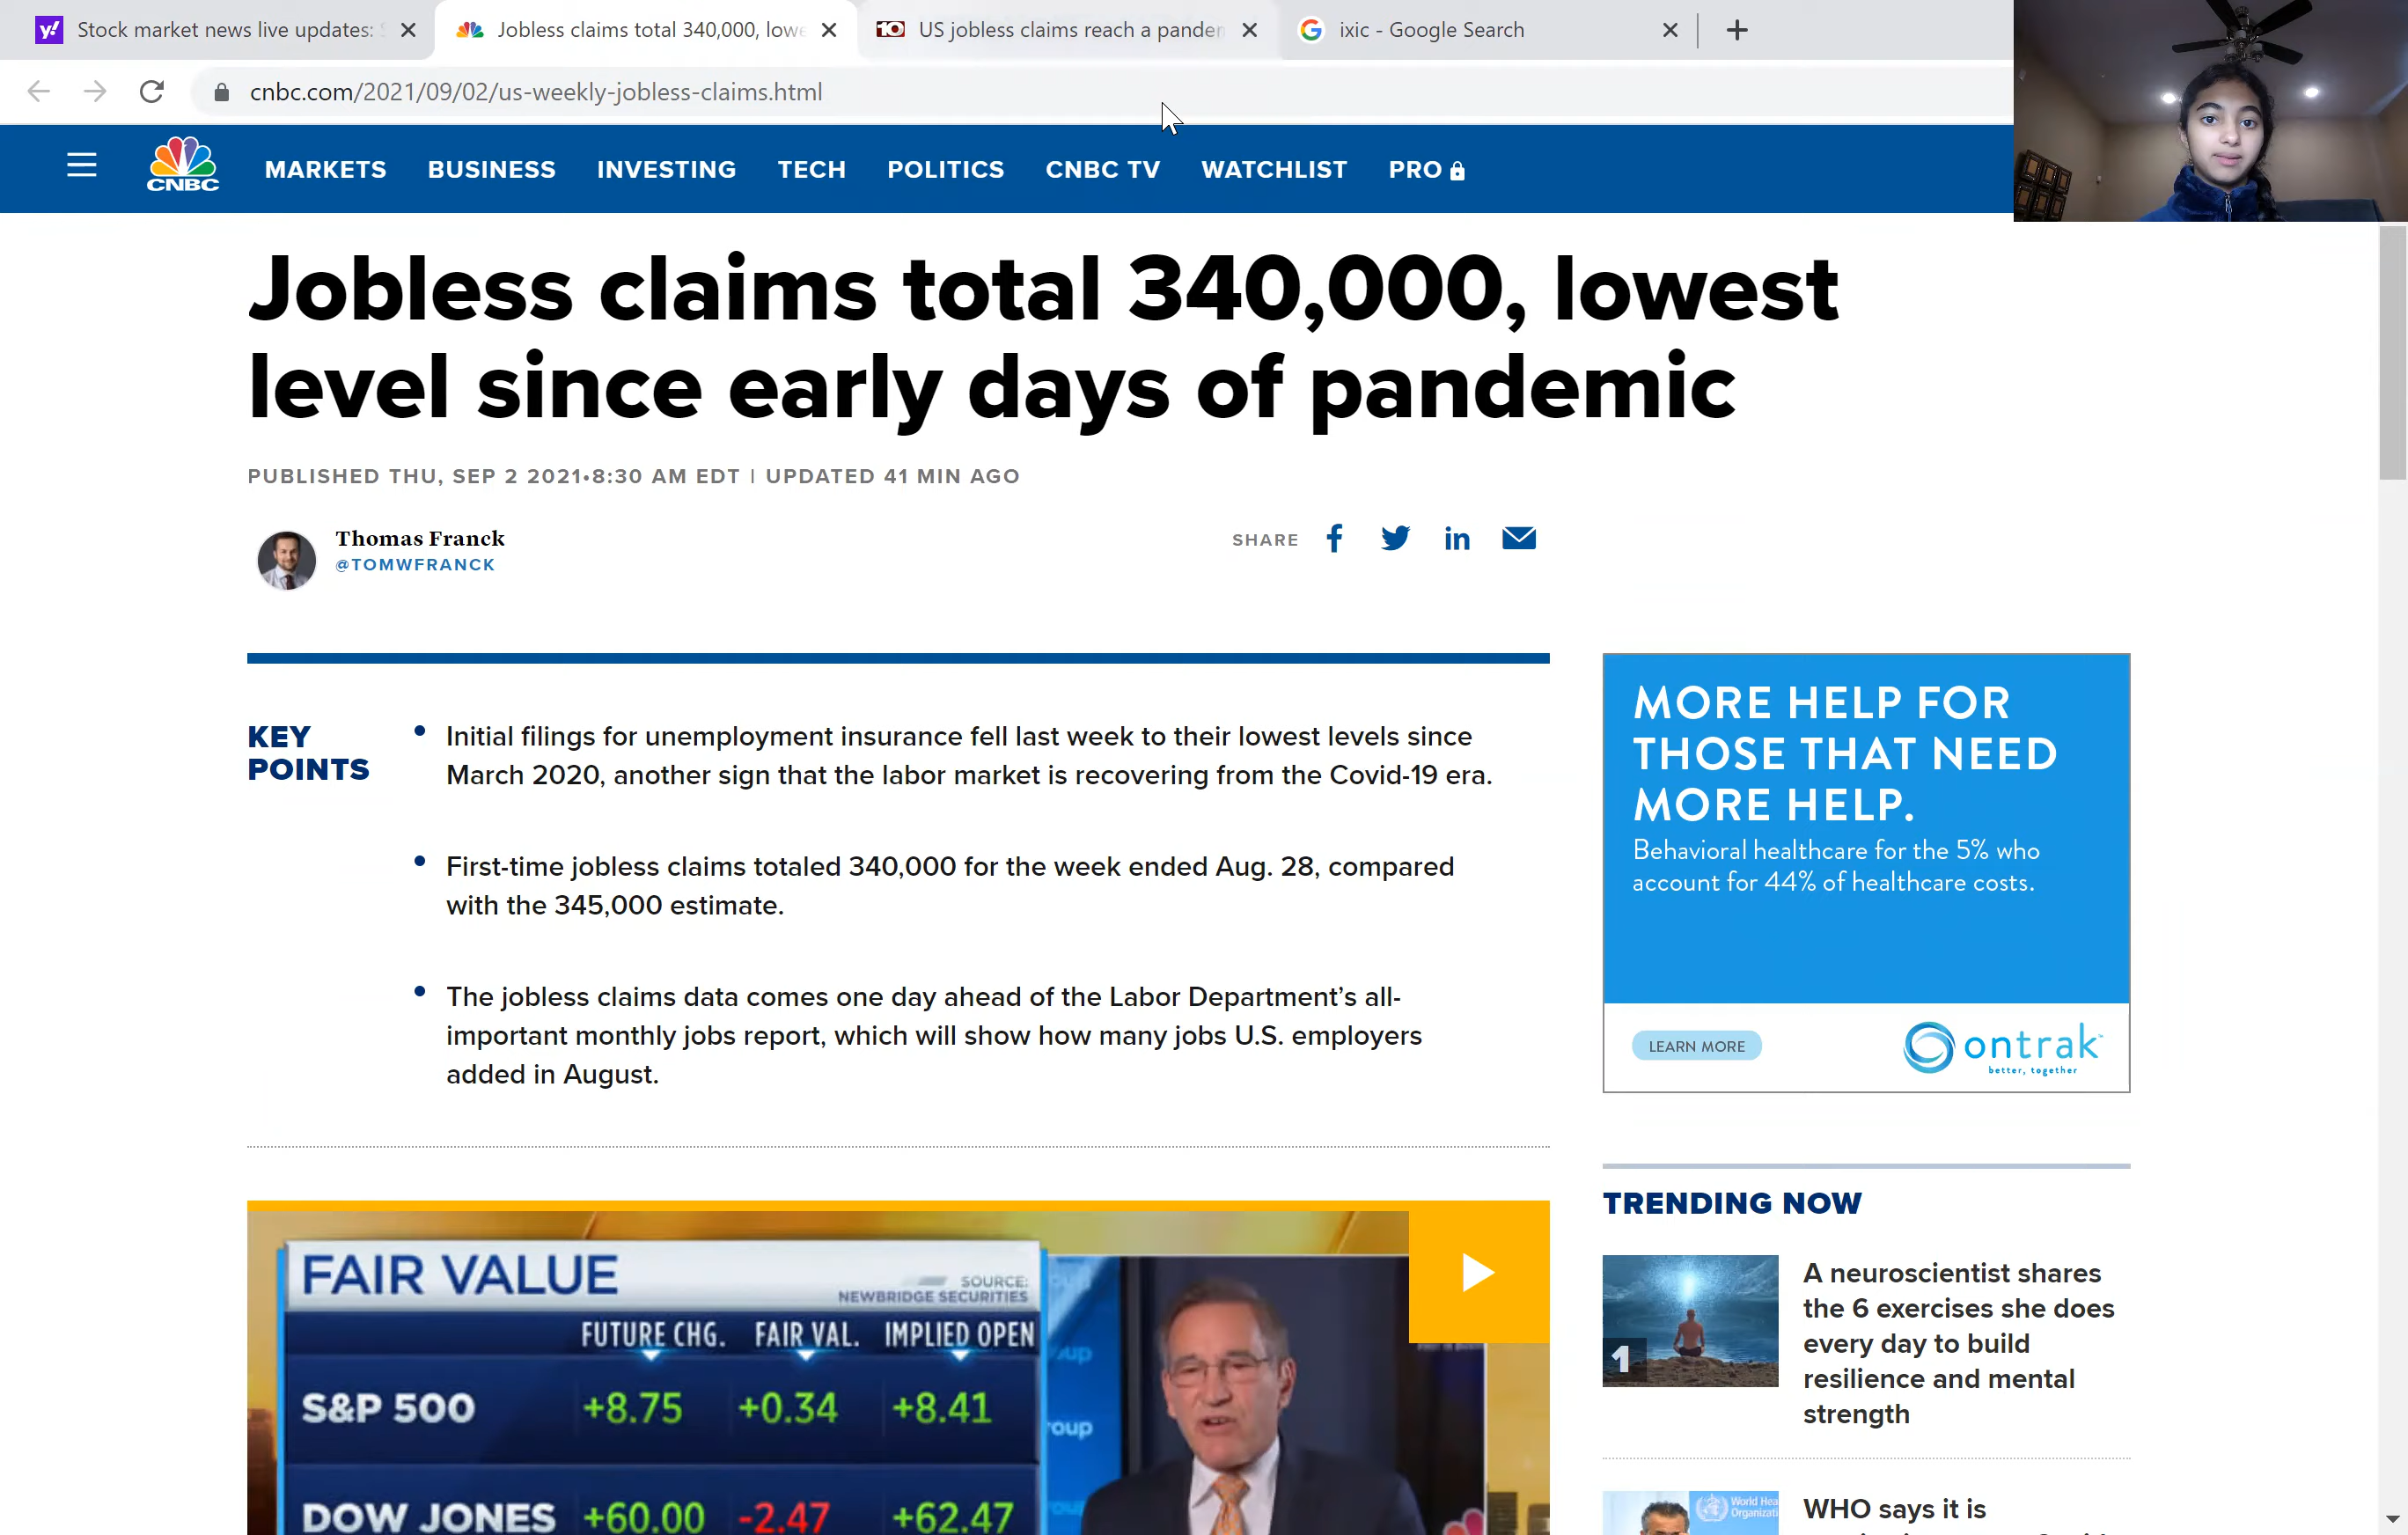 Stock market news live updates: S
Jobless claims total 340,000, lowe
US jobless claims reach a pander
ixic - Google Search
cnbc.com/2021/09/02/us-weekly-jobless-claims.html
CNBC
MARKETS BUSINESS INVESTING TECH POLITICS CNBC TV WATCHLIST PRO
Jobless claims total 340,000, lowest
level since early days of pandemic
PUBLISHED THU, SEP 2 2021•8:30 AM EDT | UPDATED 41 MIN AGO
Thomas Franck
@TOMWFRANCK
SHARE
KEY
POINTS
Initial filings for unemployment insurance fell last week to their lowest levels since
March 2020, another sign that the labor market is recovering from the Covid-19 era.
First-time jobless claims totaled 340,000 for the week ended Aug. 28, compared
with the 345,000 estimate.
The jobless claims data comes one day ahead of the Labor Department’s all-
important monthly jobs report, which will show how many jobs U.S. employers
added in August.
FAIR VALUE
SOURCE:
NEWBRIDGE SECURITIES
FUTURE CHG. FAIR VAL. IMPLIED OPEN
S&P 500 +8.75 +0.34 +8.41
DOW JONES +60.00 -2.47 +62.47
MORE HELP FOR
THOSE THAT NEED
MORE HELP.
Behavioral healthcare for the 5% who
account for 44% of healthcare costs.
LEARN MORE
ontrak
better, together
TRENDING NOW
1
A neuroscientist shares
the 6 exercises she does
every day to build
resilience and mental
strength
WHO says it is